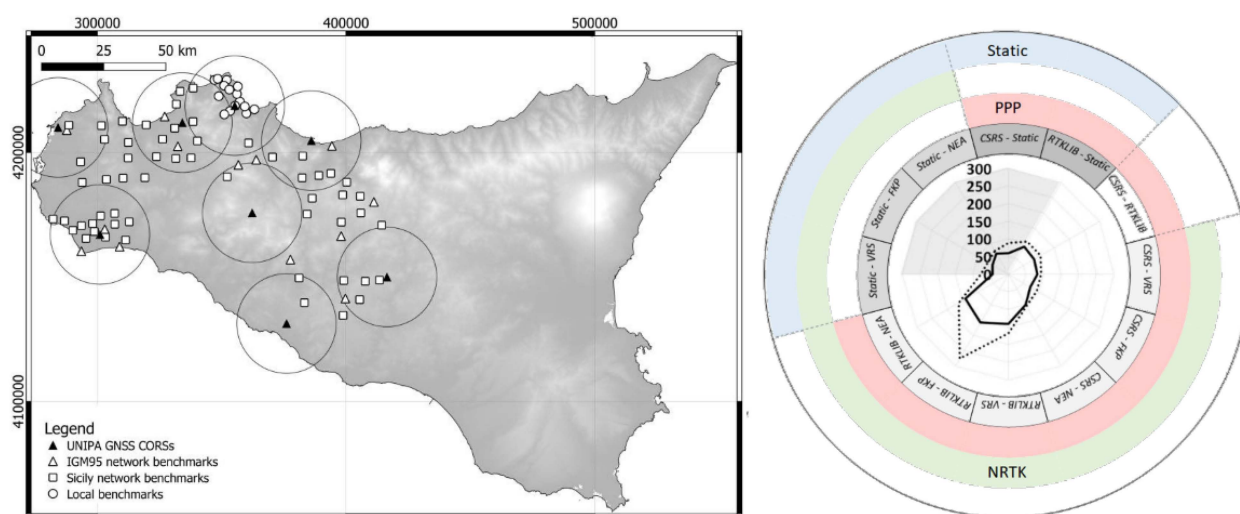 300000
400000
500000
0 25 50 km
4200000
4100000
Legend
UNIPA GNSS CORSs
IGM95 network benchmarks
Sicily network benchmarks
Local benchmarks
Static
PPP
NRTK
CSRS - Static
RTKLIB - Static
CSRS - RTKLIB
CSRS - VRS
CSRS - FKP
CSRS - NEA
RTKLIB - VRS
RTKLIB - FKP
RTKLIB - NEA
Static - VRS
Static - FKP
Static - NEA
300
250
200
150
100
50
0